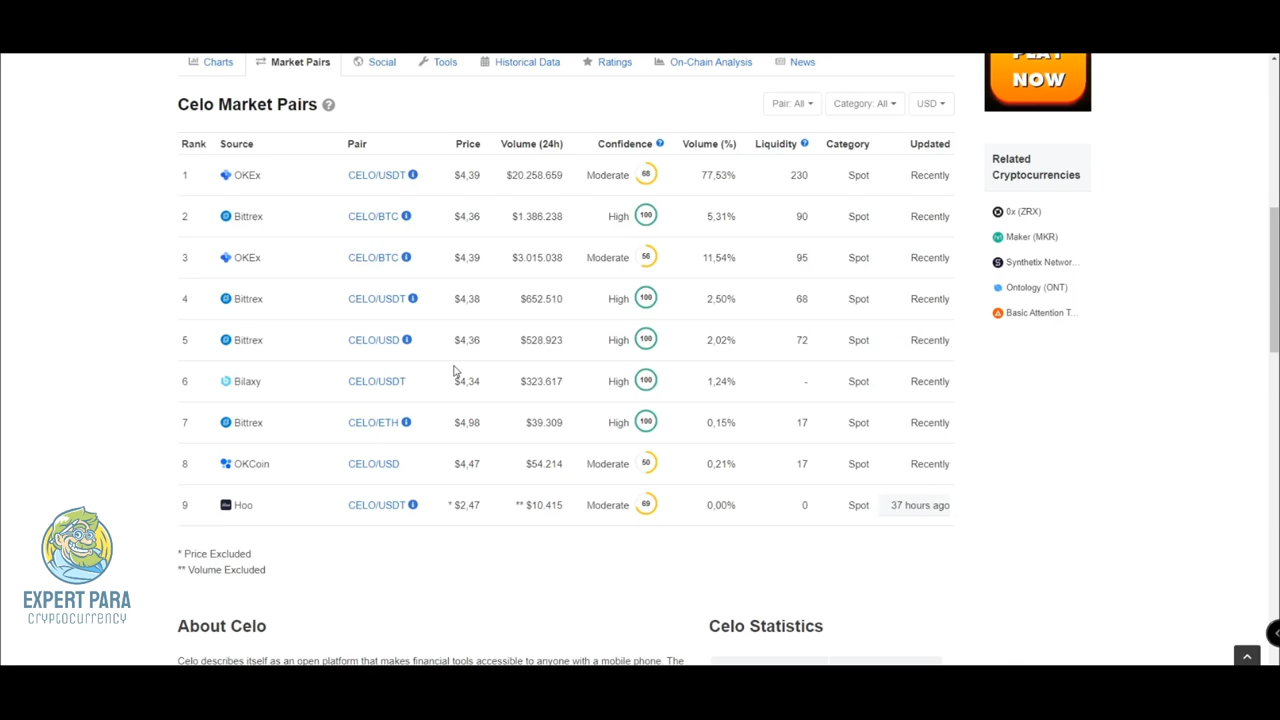 PLAY
NOW
Charts Market Pairs Social Tools Historical Data Ratings On-Chain Analysis News
Celo Market Pairs ? Pair: All Category: All USD
Rank Source Pair Price Volume (24h) Confidence ? Volume (%) Liquidity ? Category Updated
1 OKEx CELO/USDT $4,39 $20.258.659 Moderate 68 77,53% 230 Spot Recently
2 Bittrex CELO/BTC $4,36 $1.386.238 High 100 5,31% 90 Spot Recently
3 OKEx CELO/BTC $4,39 $3.015.038 Moderate 56 11,54% 95 Spot Recently
4 Bittrex CELO/USDT $4,38 $652.510 High 100 2,50% 68 Spot Recently
5 Bittrex CELO/USD $4,36 $528.923 High 100 2,02% 72 Spot Recently
6 Bilaxy CELO/USDT $4,34 $323.617 High 100 1,24% - Spot Recently
7 Bittrex CELO/ETH $4,98 $39.309 High 100 0,15% 17 Spot Recently
8 OKCoin CELO/USD $4,47 $54.214 Moderate 50 0,21% 17 Spot Recently
9 Hoo CELO/USDT * $2,47 ** $10.415 Moderate 69 0,00% 0 Spot 37 hours ago
* Price Excluded
** Volume Excluded
Related
Cryptocurrencies
0x (ZRX)
Maker (MKR)
Synthetix Networ...
Ontology (ONT)
Basic Attention T...
EXPERT PARA
CRYPTOCURRENCY
About Celo Celo Statistics
Celo describes itself as an open platform that makes financial tools accessible to anyone with a mobile phone. The